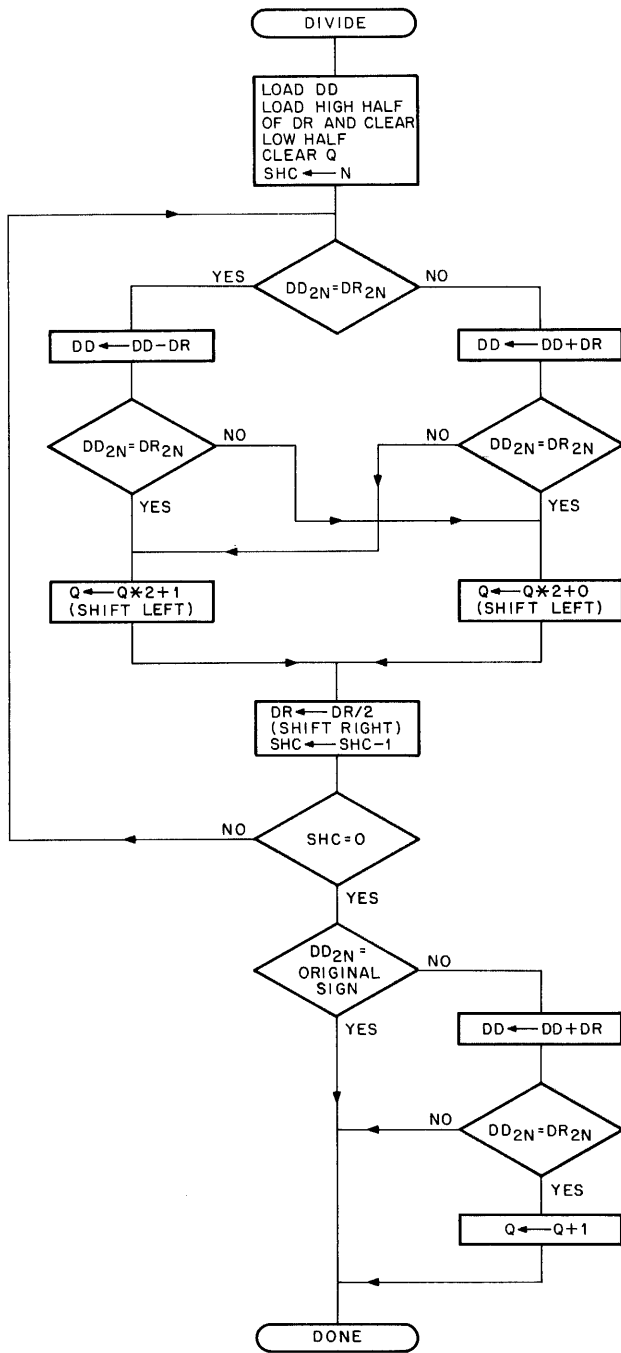 DIVIDE
LOAD DD
LOAD HIGH HALF
OF DR AND CLEAR
LOW HALF
CLEAR Q
SHC ← N
YES
DD2N=DR2N
NO
DD ← DD-DR
DD ← DD+DR
DD2N=DR2N
NO
YES
NO
DD2N=DR2N
YES
Q ← Q*2+1
(SHIFT LEFT)
Q ← Q*2+0
(SHIFT LEFT)
DR ← DR/2
(SHIFT RIGHT)
SHC ← SHC-1
NO
SHC=0
YES
DD2N=
ORIGINAL
SIGN
NO
YES
DD ← DD+DR
NO
DD2N=DR2N
YES
Q ← Q+1
DONE